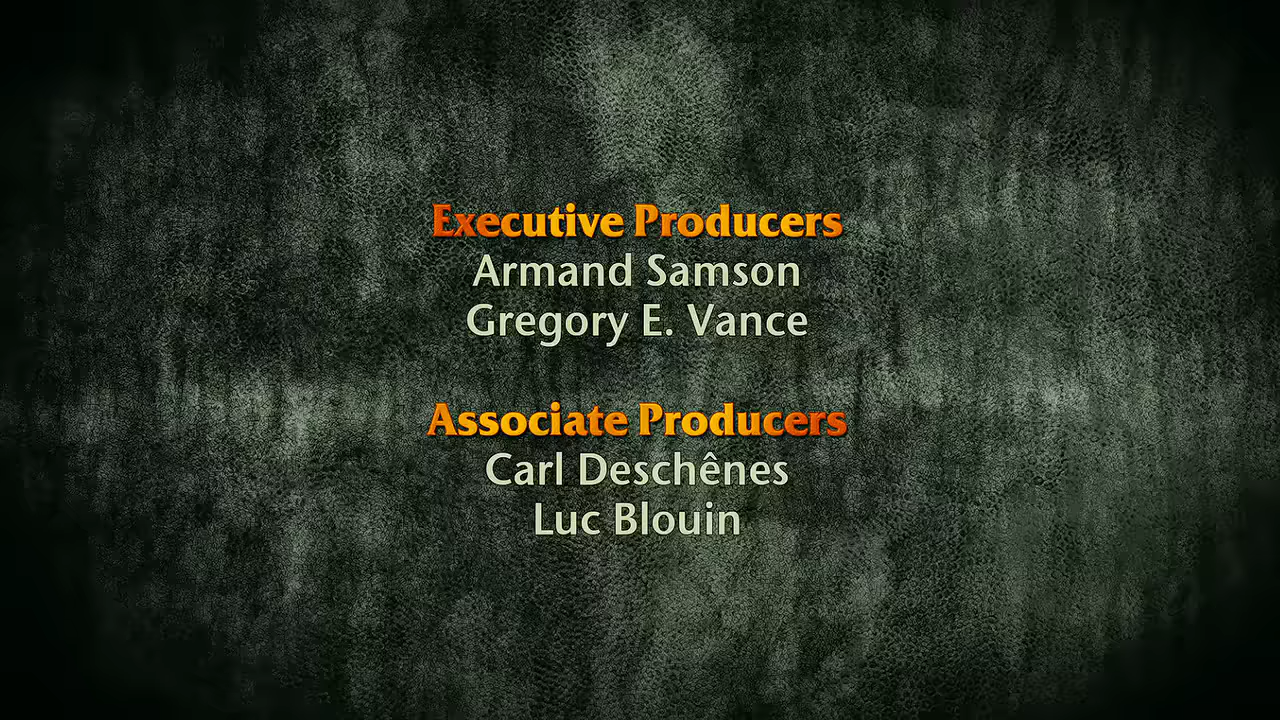 Executive Producers
Armand Samson
Gregory E. Vance
Associate Producers
Carl Deschênes
Luc Blouin